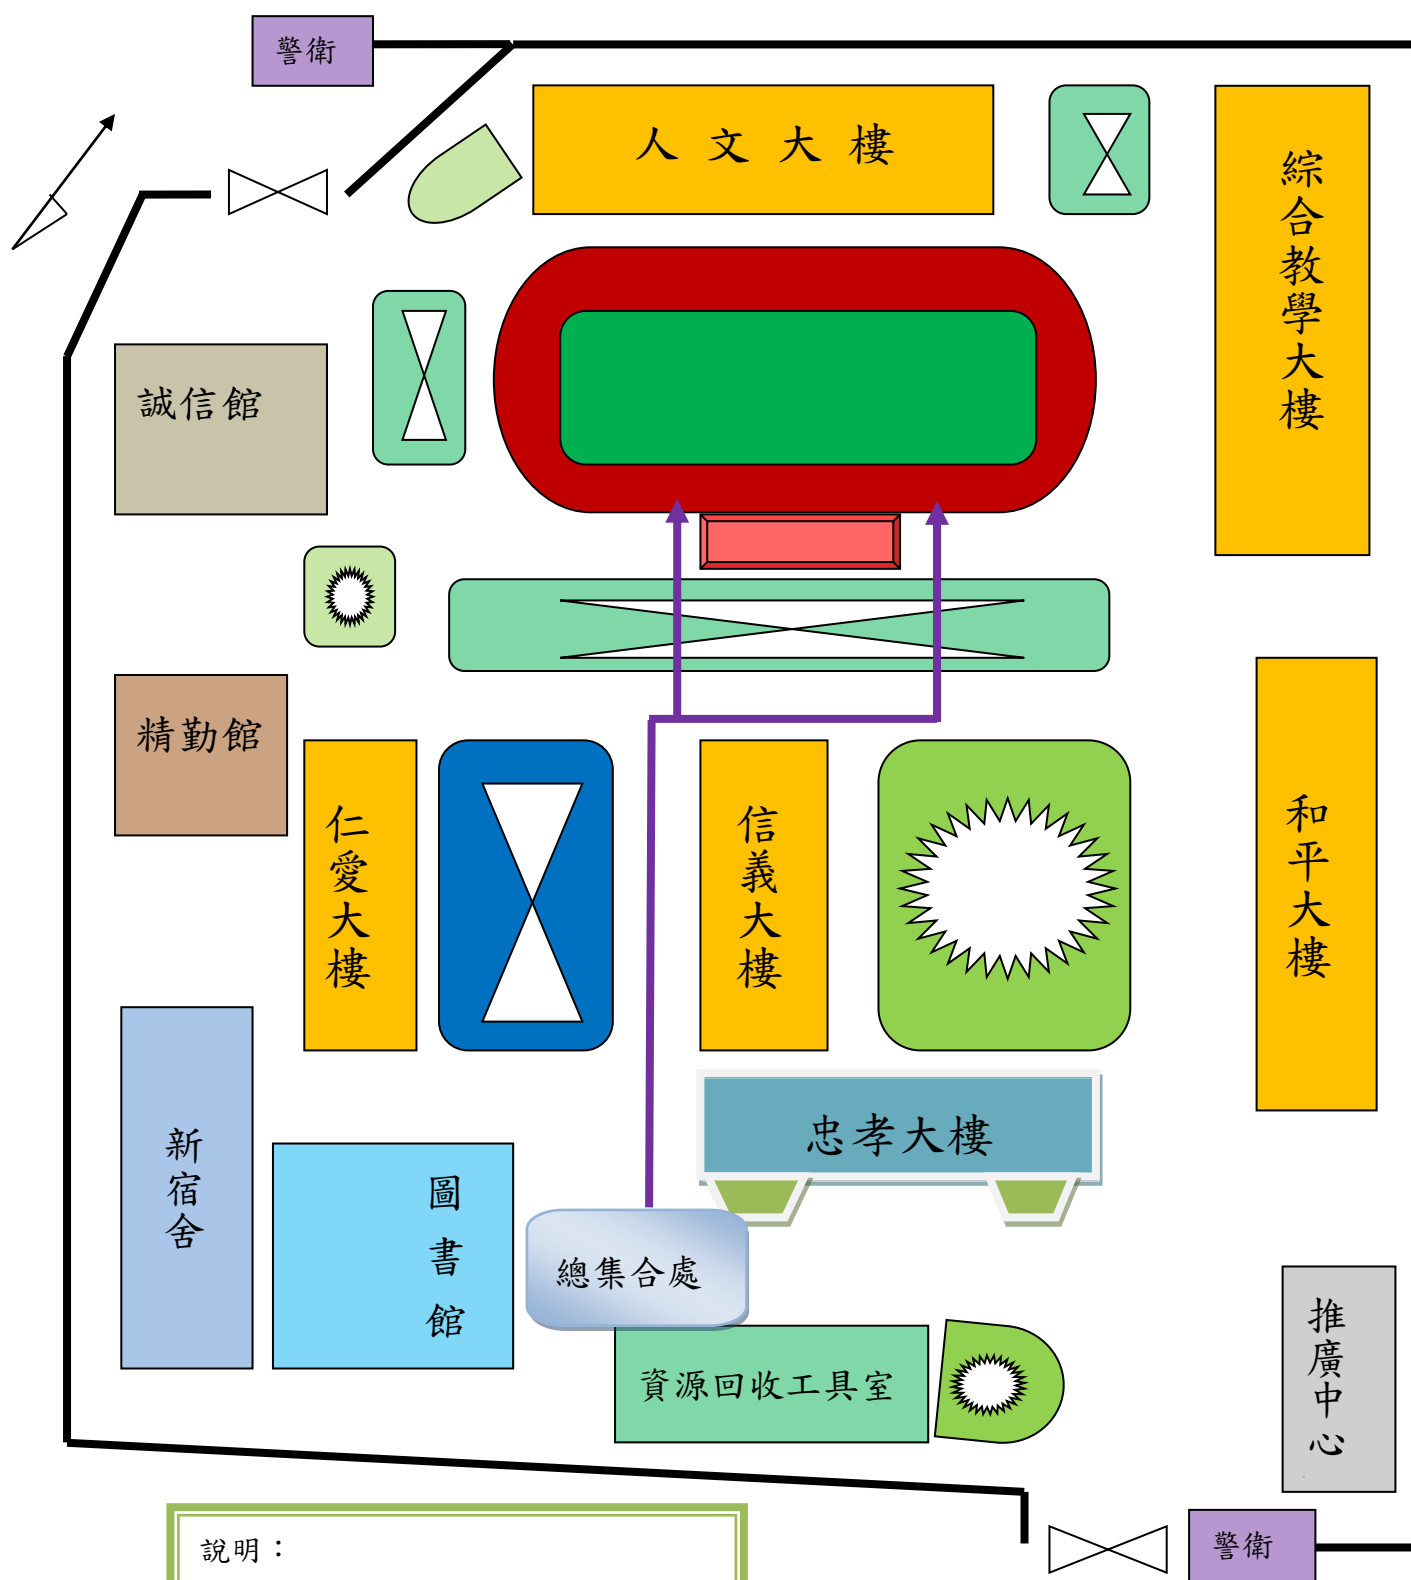 警衛
人文大樓
綜合教學大樓
誠信館
精勤館
仁愛大樓
信義大樓
和平大樓
忠孝大樓
新宿舍
圖書館
總集合處
資源回收工具室
推廣中心
警衛
說明：